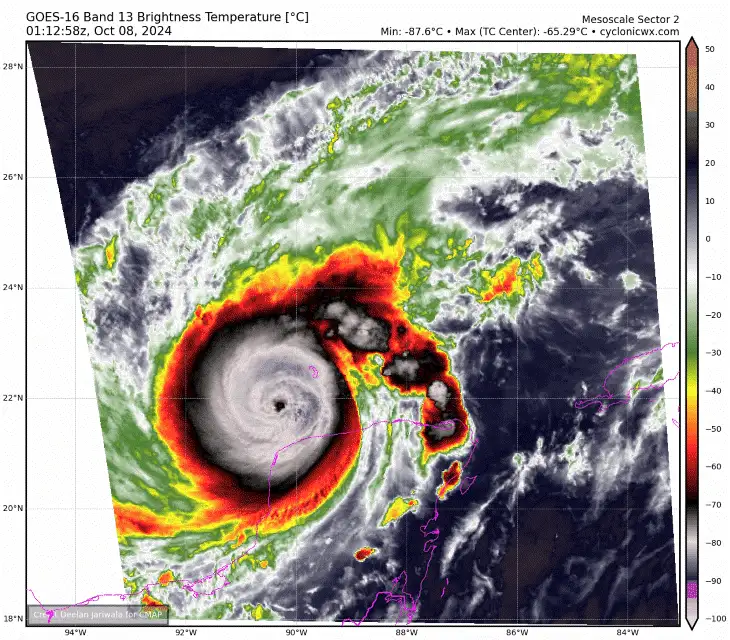 GOES-16 Band 13 Brightness Temperature [°C]
01:12:58z, Oct 08, 2024
Mesoscale Sector 2
Min: -87.6°C • Max (TC Center): -65.29°C • cyclonicwx.com
28°N
26°N
24°N
22°N
20°N
18°N
94°W
92°W
90°W
88°W
86°W
84°W
50
40
30
20
10
0
−10
−20
−30
−40
−50
−60
−70
−80
−90
−100
Credit Deelan Jariwala for CMAP